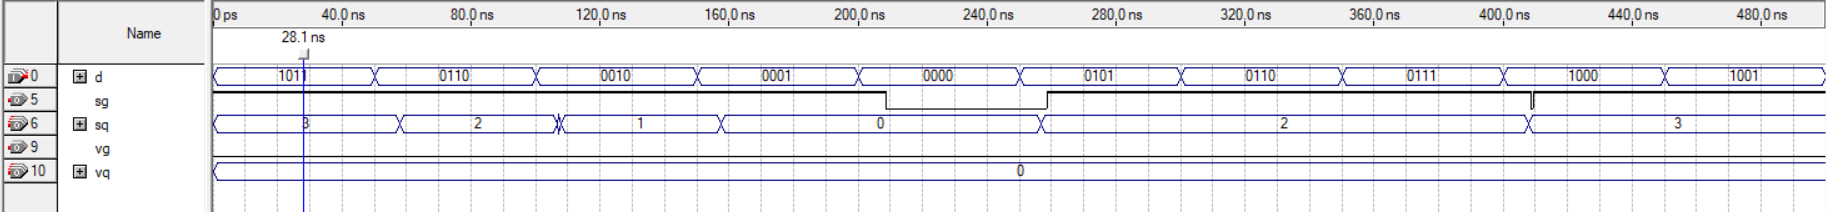 Name
0 ps 40.0 ns 80.0 ns 120.0 ns 160.0 ns 200.0 ns 240.0 ns 280.0 ns 320.0 ns 360.0 ns 400.0 ns 440.0 ns 480.0 ns
28.1 ns
0 d 1011 0110 0010 0001 0000 0101 0110 0111 1000 1001
5 sg
6 sq 3 2 1 0 2 3
9 vg
10 vq 0